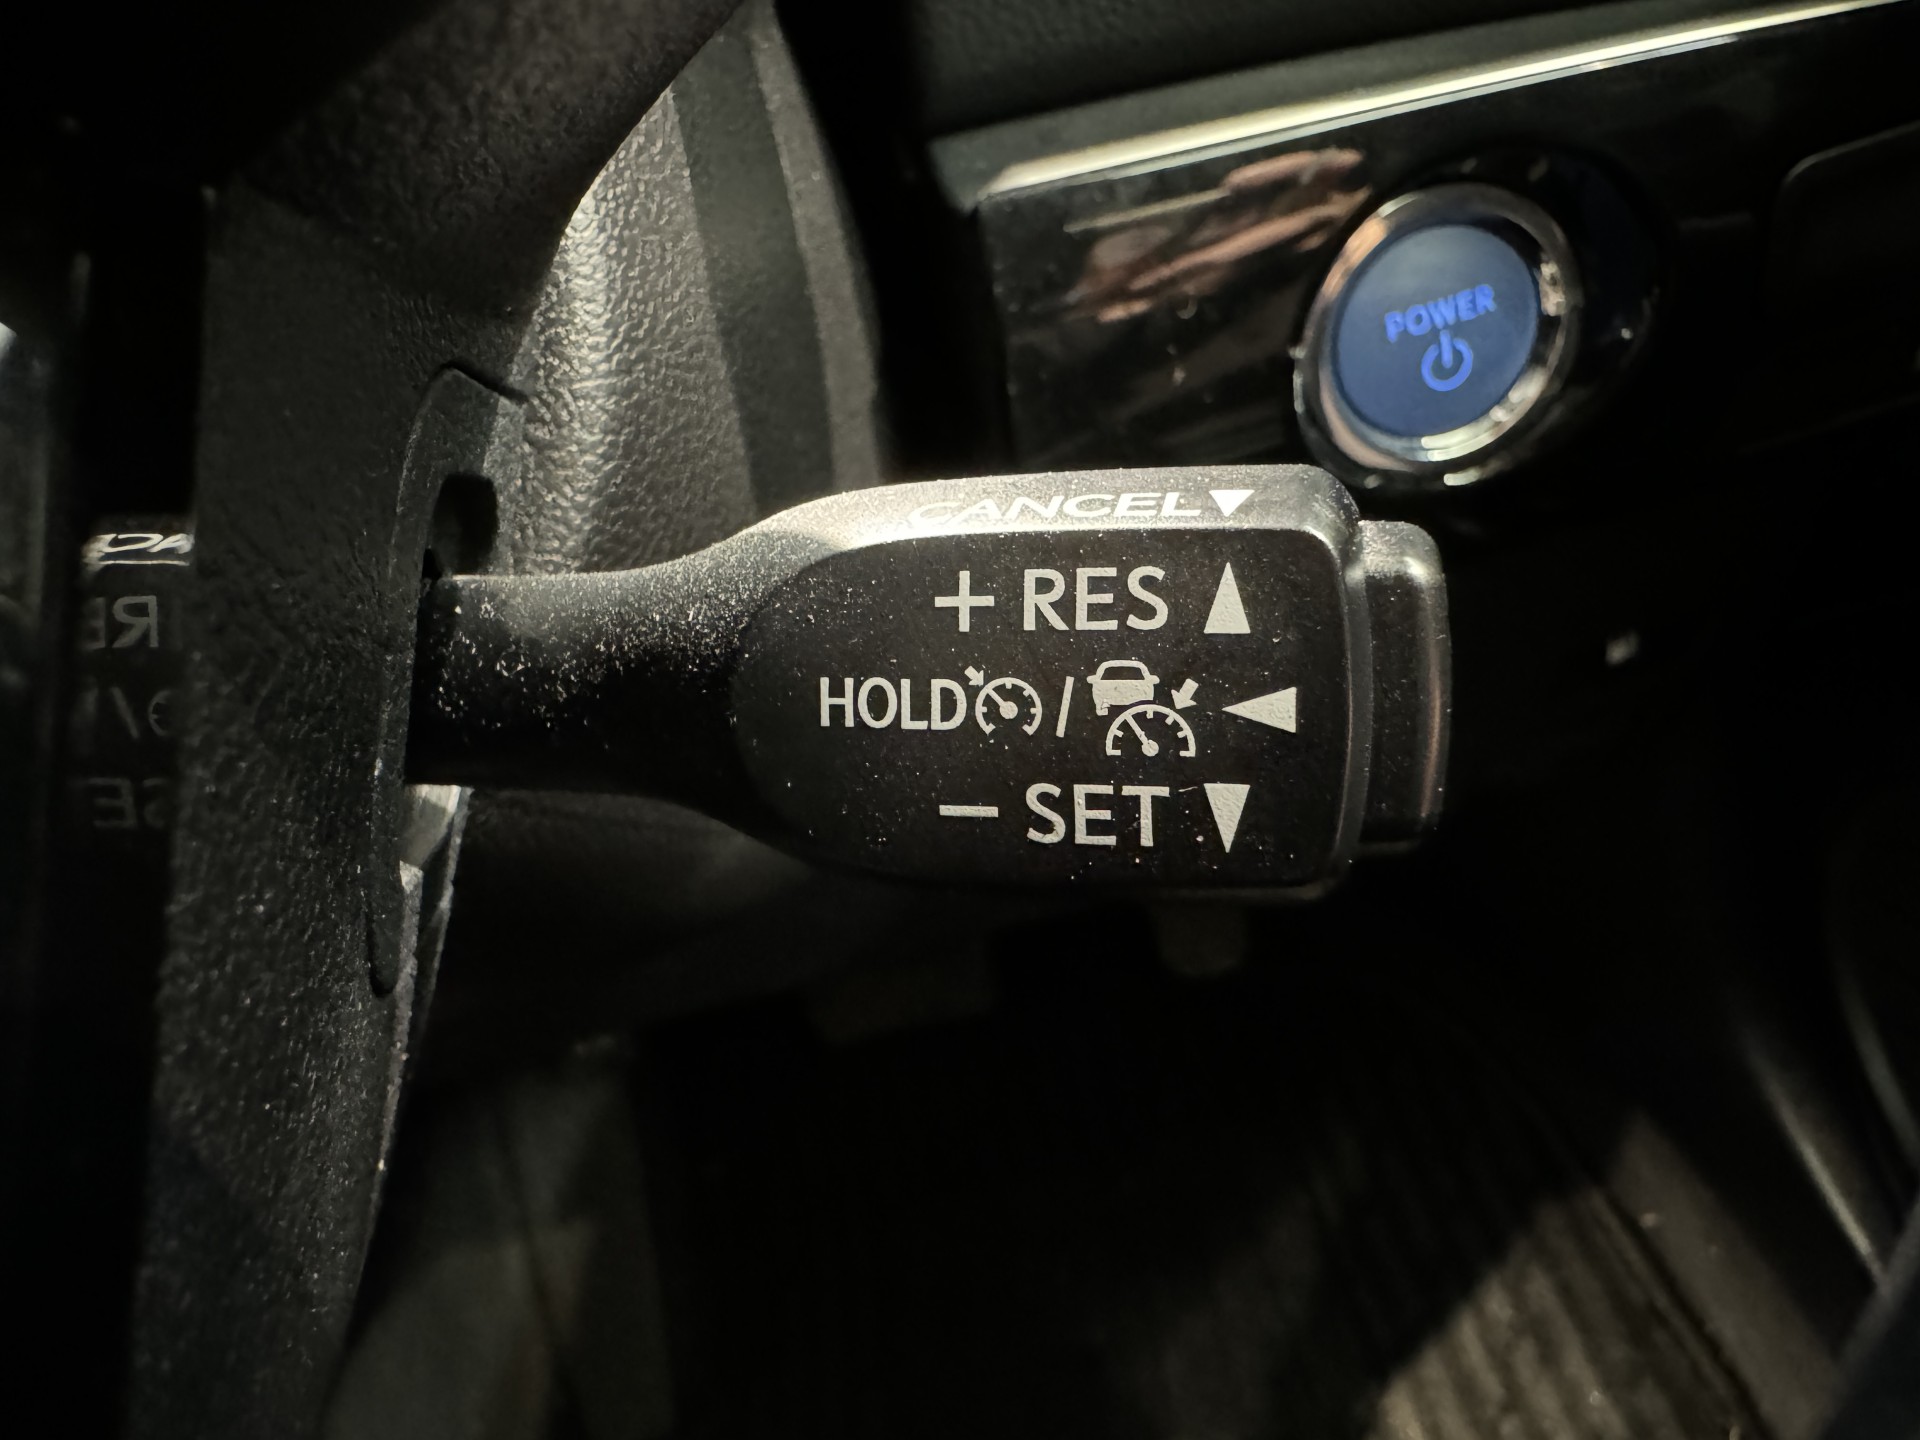 POWER
CANCEL▼
+ RES ▲
HOLD / ◀
− SET ▼